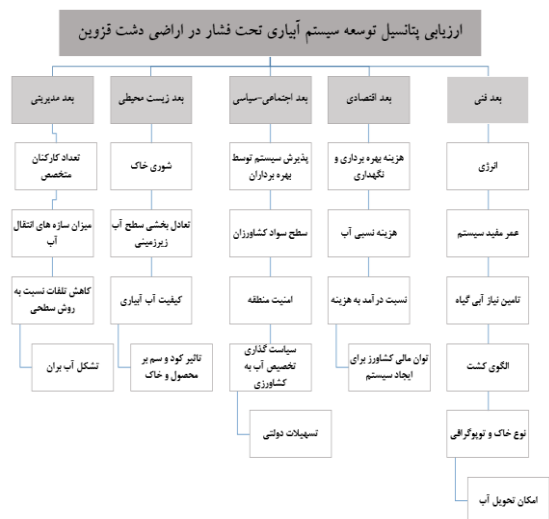 ارزیابی پتانسیل توسعه سیستم آبیاری تحت فشار در اراضی دشت قزوین
بعد فنی
انرژی
عمر مفید سیستم
تامین نیاز آبی گیاه
الگوی کشت
نوع خاک و توپوگرافی
امکان تحویل آب
بعد اقتصادی
هزینه بهره برداری و
نگهداری
هزینه نسبی آب
نسبت درآمد به هزینه
توان مالی کشاورز برای
ایجاد سیستم
بعد اجتماعی-سیاسی
پذیرش سیستم توسط
بهره برداران
سطح سواد کشاورزان
امنیت منطقه
سیاست گذاری
تخصیص آب به
کشاورزی
تسهیلات دولتی
بعد زیست محیطی
شوری خاک
تعادل بخشی سطح آب
زیرزمینی
کیفیت آب آبیاری
تاثیر کود و سم بر
محصول و خاک
بعد مدیریتی
تعداد کارکنان
متخصص
میزان سازه های انتقال
آب
کاهش تلفات نسبت به
روش سطحی
تشکل آب بران